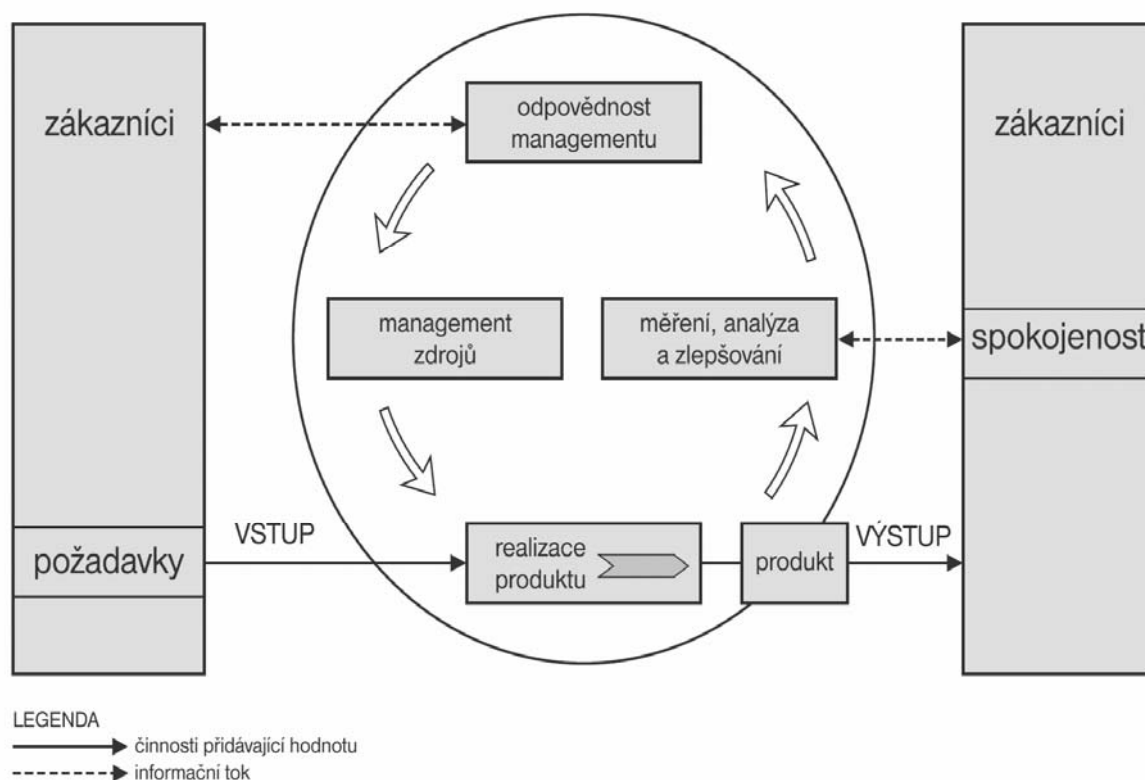 zákazníci
odpovědnost
managementu
zákazníci
management
zdrojů
měření, analýza
a zlepšování
spokojenost
požadavky
VSTUP
realizace
produktu
produkt
VÝSTUP
LEGENDA
činnosti přidávající hodnotu
informační tok